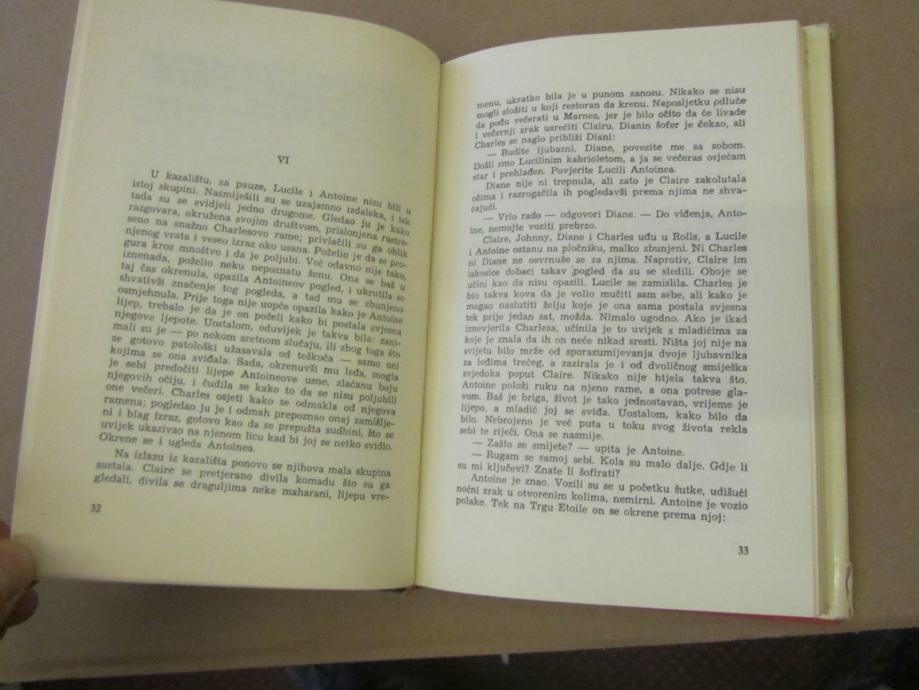 VI
U kazalištu, za pauze, Lucile i Antoine nisu bili u
istoj skupini. Nasmiješili su se uzajamno izdaleka, i tek
tada su se svidjeli jedno drugome. Gledao ju je kako
razgovara, okružena svojim društvom, prislonjena rastre-
seno na snažno Charlesovo rame; privlačili su ga oblik
njenog vrata i veseo izraz oko usana. Poželio je da se pro-
gura kroz mnoštvo i da je poljubi. Već odavno nije tako,
iznenada, poželio neku nepoznatu ženu. Ona se baš u
taj čas okrenula, opazila Antoineov pogled, i ukrutila se
shvativši značenje tog pogleda, a tad mu se zbunjeno
osmjehnula. Prije toga nije uopće opazila kako je Antoine
lijep, trebalo je da je on poželi kako bi postala svjesna
njegove ljepote. Uostalom, oduvijek je takva bila: zani-
mali su je — po nekom sretnom slučaju, ili zbog toga što
se gotovo patološki užasavala od teškoća — samo oni
kojima se ona sviđala. Sada, okrenuvši mu leđa, mogla
je sebi predočiti lijepe Antoineove usne, zlaćanu boju
njegovih očiju, i čudila se kako to da se nisu poljubili
one večeri. Charles osjeti kako se odmakla od njegova
ramena; pogledao ju je i odmah prepoznao onaj zamišlje-
ni i blag izraz, gotovo kao da se prepušta sudbini, što se
uvijek ukazivao na njenom licu kad bi joj se netko svidio.
Okrene se i ugleda Antoinea.
Na izlazu iz kazališta ponovo se njihova mala skupina
sastala. Claire se pretjerano divila komadu što su ga
gledali, divila se draguljima neke maharani, lijepu vre-
32
menu, ukratko bila je u punom zanosu. Nikako se nisu
mogli složiti u koji restoran da krenu. Naposljetku odluče
da pođu večerati u Marnes, jer je bilo očito da će livade
i večernji zrak usrećiti Clairu. Dianin šofer je čekao, ali
Charles se naglo približi Diani:
— Budite ljubazni, Diane, povezite me sa sobom.
Došli smo Lucilinim kabrioletom, a ja se večeras osjećam
star i prehlađen. Povjerite Lucili Antoinea.
Diane nije ni trepnula, ali zato je Claire zakolutala
očima i razrogačila ih pogledavši prema njima ne shva-
ćajući.
— Vrlo rado — odgovori Diane. — Do viđenja, Anto-
ine, nemojte voziti prebrzo.
Claire, Johnny, Diane i Charles uđu u Rolls, a Lucile
i Antoine ostanu na pločniku, malko zbunjeni. Ni Charles
ni Diane ne osvrnuše se za njima. Naprotiv, Claire im
iskosice dobaci takav pogled da su se sledili. Oboje se
učini kao da nisu opazili. Lucile se zamislila. Charles je
bio takva kova da je volio mučiti sam sebe, ali kako je
mogao naslutiti želju koje je ona sama postala svjesna
tek prije jedan sat, možda. Nimalo ugodno. Ako je ikad
iznevjerila Charlesa, učinila je to uvijek s mladićima za
koje je znala da ih on neće nikad sresti. Ništa joj nije na
svijetu bilo mrže od sporazumijevanja dvoje ljubavnika
za leđima trećeg, a zazirala je i od dvoličnog smiješka
svjedoka poput Claire. Nikako nije htjela takva što.
Antoine položi ruku na njeno rame, a ona potrese gla-
vom. Baš je briga, život je tako jednostavan, vrijeme je
lijepo, a mladić joj se sviđa. Uostalom, kako bilo da
bilo. Nebrojeno je već puta u toku svog života rekla
sebi te riječi. Ona se nasmije.
— Zašto se smijete? — upita je Antoine.
— Rugam se samoj sebi. Kola su malo dalje. Gdje li
su mi ključevi? Znate li šofirati?
Antoine je znao. Vozili su se u početku šutke, udišući
noćni zrak u otvorenim kolima, nemirni. Antoine je vozio
polako. Tek na Trgu Etoile on se okrene prema njoj:
33